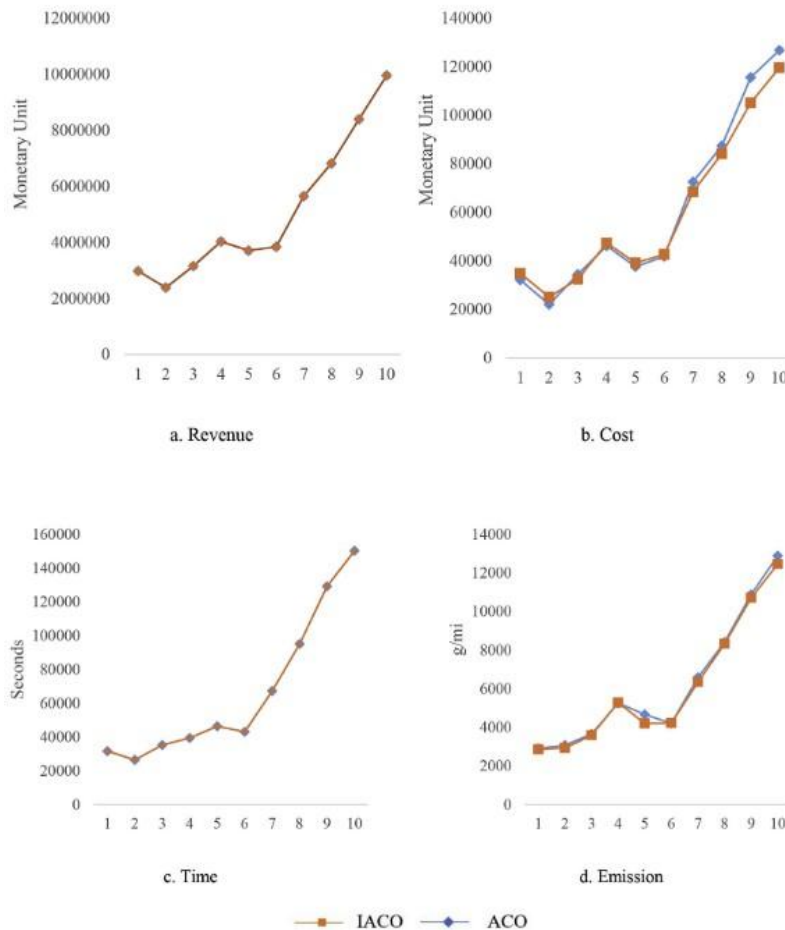 12000000
10000000
8000000
6000000
4000000
2000000
0
Monetary Unit
1 2 3 4 5 6 7 8 9 10
a. Revenue
140000
120000
100000
80000
60000
40000
20000
0
Monetary Unit
1 2 3 4 5 6 7 8 9 10
b. Cost
160000
140000
120000
100000
80000
60000
40000
20000
0
Seconds
1 2 3 4 5 6 7 8 9 10
c. Time
14000
12000
10000
8000
6000
4000
2000
0
g/mi
1 2 3 4 5 6 7 8 9 10
d. Emission
IACO ACO